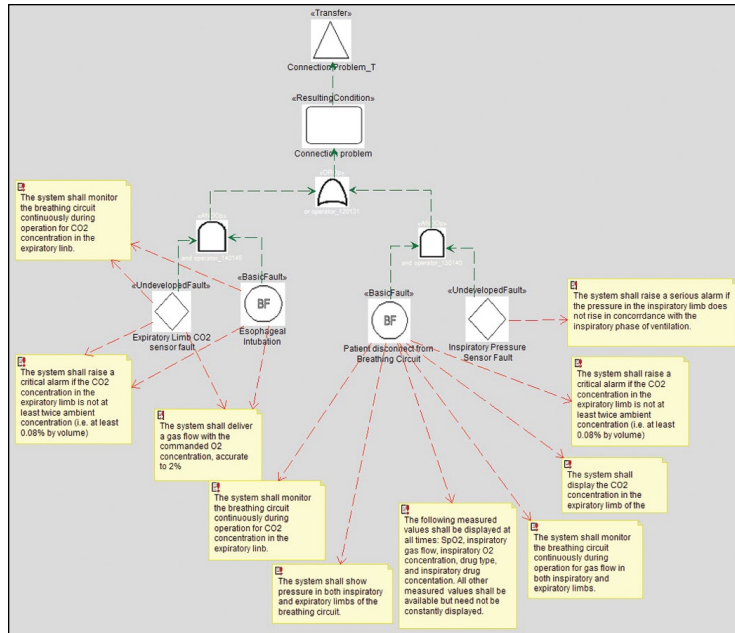 «Transfer»
Connection Problem_T
«ResultingCondition»
Connection problem
The system shall monitor
the breathing circuit
continuously during
operation for CO2
concentration in the
expiratory linb.
«UndevelopedFault»
Expiratory Limb CO2
sensor fault
«BasicFault»
BF
Esophageal
Intubation
«BasicFault»
BF
Patient disconnect from
Breathing Circuit
«UndevelopedFault»
Inspiratory Pressure
Sensor Fault
The system shall raise a serious alarm if
the pressure in the inspiratory limb does
not rise in concorrdance with the
inspiratory phase of ventilation.
The system shall raise a
critical alarm if the CO2
concentration in the
expiratory limb is not at
least twice ambient
concentration (i.e. at least
0.08% by volume)
The system shall raise a
critical alarm if the CO2
concentration in the
expiratory limb is not at
least twice ambient
concentration (i.e. at least
0.08% by volume)
The system shall deliver
a gas flow with the
commanded O2
concentration, accurate
to 2%
The system shall
display the CO2
concentration in the
expiratory limb of the
The system shall monitor
the breathing circuit
continuously during
operation for CO2
concentration in the
expiratory linb.
The following measured
values shall be displayed
at all times: SpO2, inspiratory
gas flow, inspiratory O2
concentration, drug type,
and inspiratory drug
concentation. All other
measured values shall be
available but need not be
constantly displayed.
The system shall monitor
the breathing circuit
continuously during
operation for gas flow in
both inspiratory and
expiratory limbs.
The system shall show
pressure in both inspiratory
and expiratory limbs of the
breathing circuit.